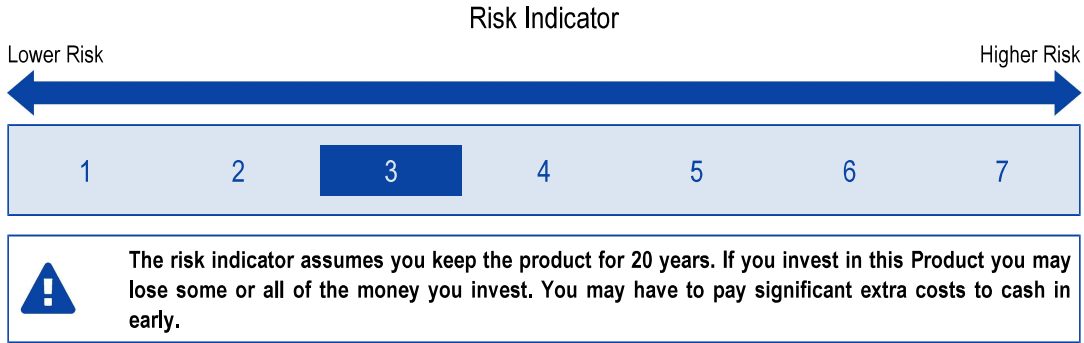 Risk Indicator
Lower Risk Higher Risk
1 2 3 4 5 6 7
The risk indicator assumes you keep the product for 20 years. If you invest in this Product you may
lose some or all of the money you invest. You may have to pay significant extra costs to cash in
early.